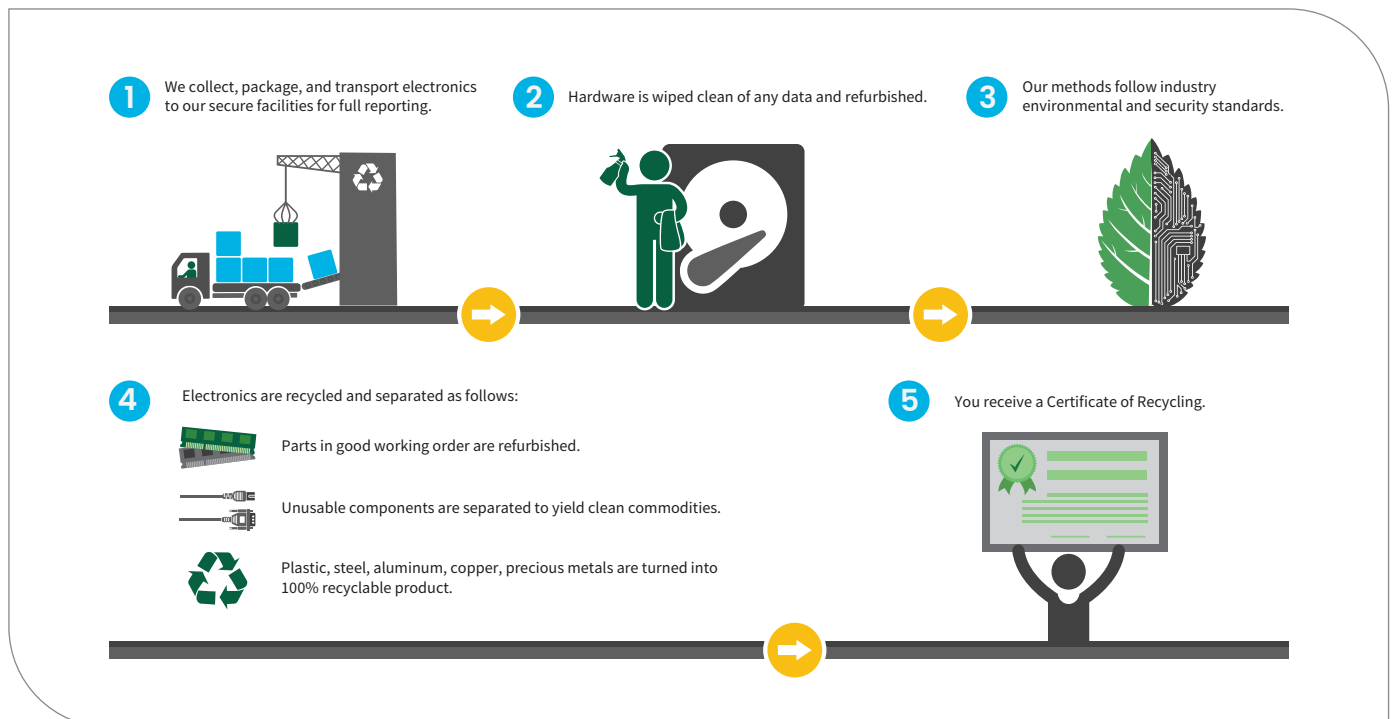 1
We collect, package, and transport electronics
to our secure facilities for full reporting.
2
Hardware is wiped clean of any data and refurbished.
3
Our methods follow industry
environmental and security standards.
4
Electronics are recycled and separated as follows:
Parts in good working order are refurbished.
Unusable components are separated to yield clean commodities.
Plastic, steel, aluminum, copper, precious metals are turned into
100% recyclable product.
5
You receive a Certificate of Recycling.